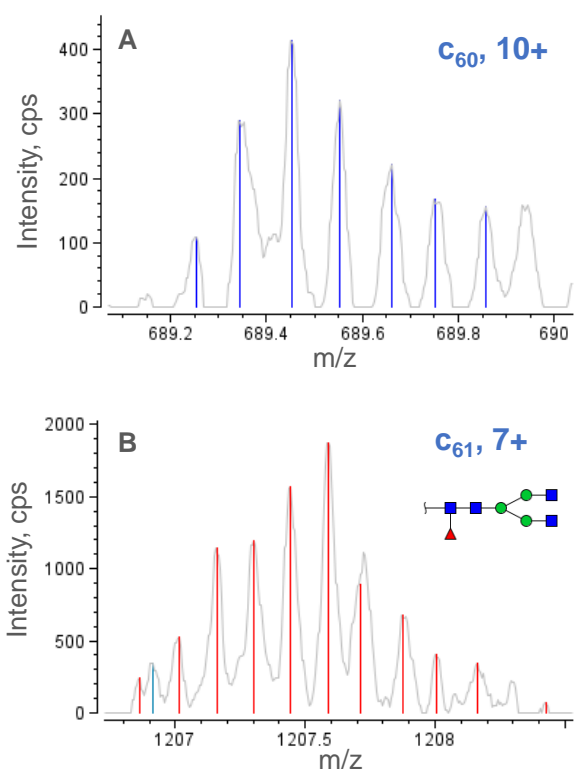 A
c60, 10+
Intensity, cps
400
300
200
100
0
689.2
689.4
689.6
689.8
690
m/z
B
c61, 7+
Intensity, cps
2000
1500
1000
500
0
1207
1207.5
1208
m/z